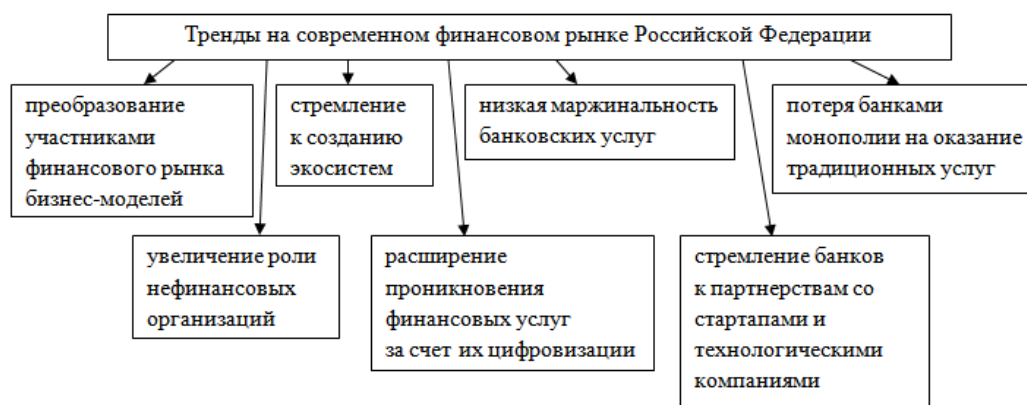 Тренды на современном финансовом рынке Российской Федерации
преобразование
участниками
финансового рынка
бизнес-моделей
стремление
к созданию
экосистем
низкая маржинальность
банковских услуг
потеря банками
монополии на оказание
традиционных услуг
увеличение роли
нефинансовых
организаций
расширение
проникновения
финансовых услуг
за счет их цифровизации
стремление банков
к партнерствам со
стартапами и
технологическими
компаниями